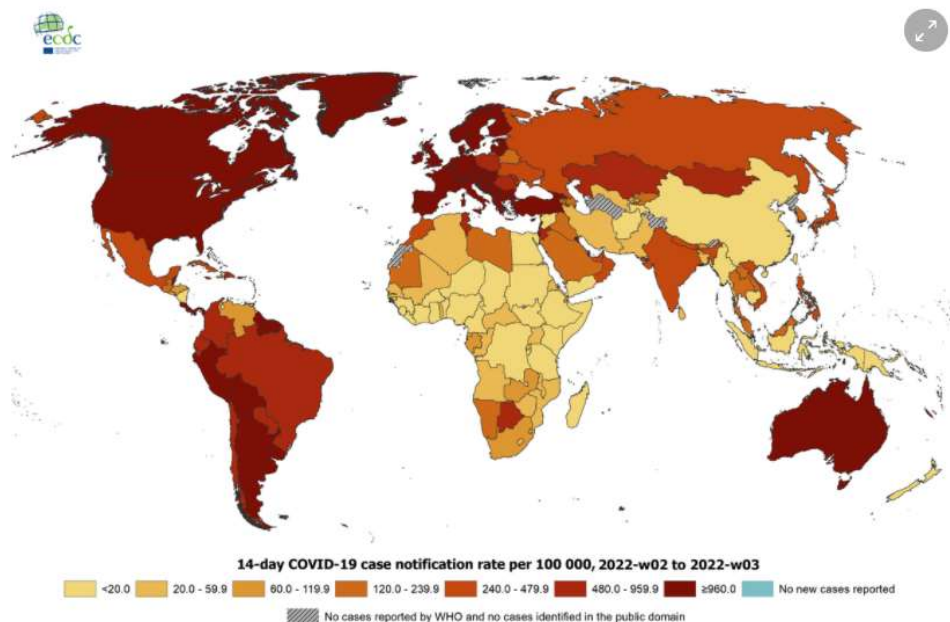 ecdc
14-day COVID-19 case notification rate per 100 000, 2022-w02 to 2022-w03
<20.0 20.0 - 59.9 60.0 - 119.9 120.0 - 239.9 240.0 - 479.9 480.0 - 959.9 ≥960.0 No new cases reported
No cases reported by WHO and no cases identified in the public domain